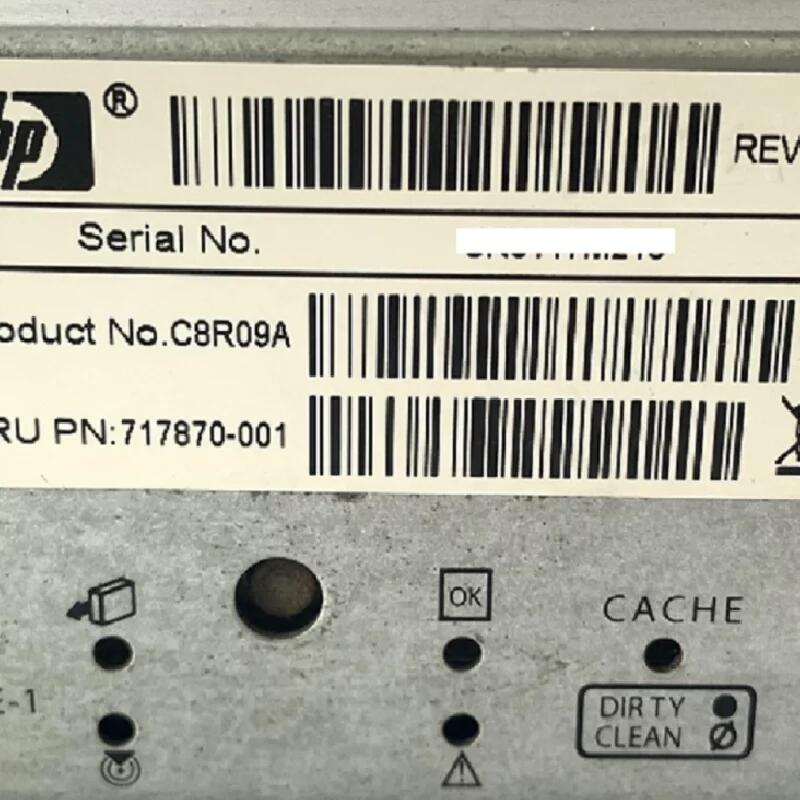 hp ®
REV
Serial No.
oduct No.C8R09A
RU PN:717870-001
OK
CACHE
E-1
DIRTY
CLEAN